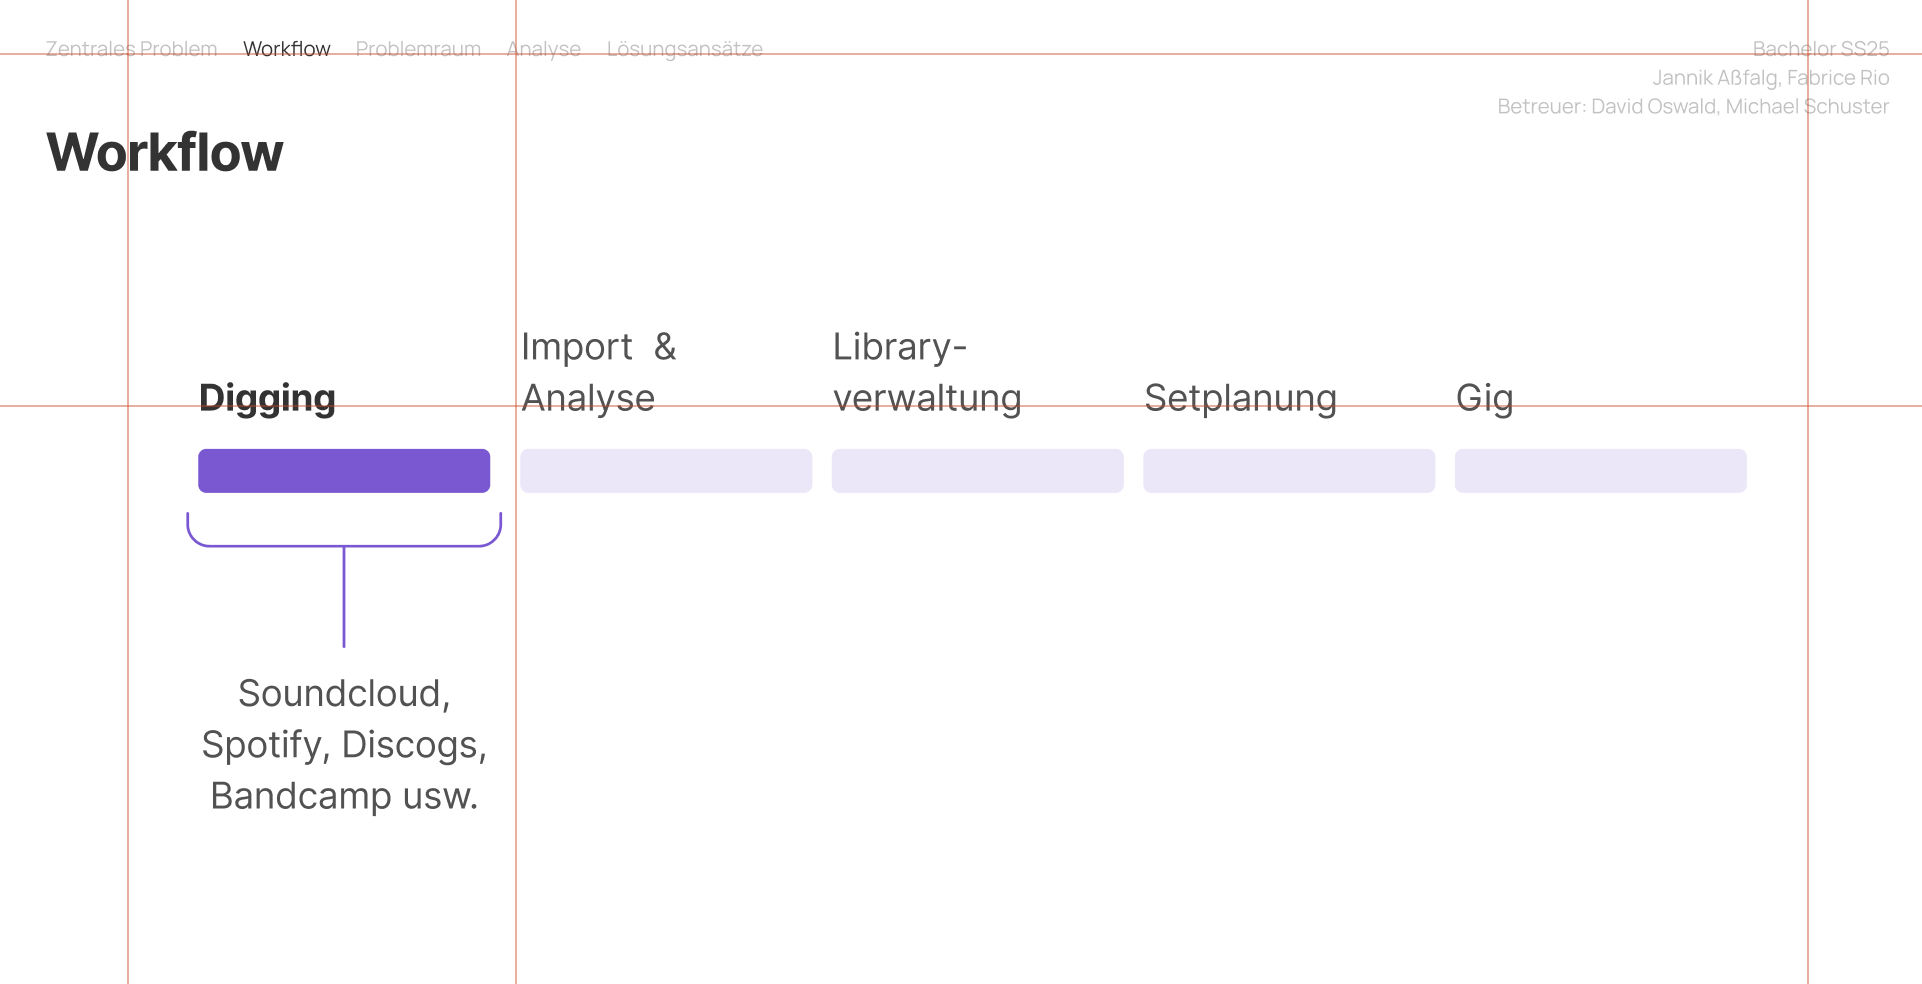 Zentrales Problem Workflow Problemraum Analyse Lösungsansätze
Bachelor SS25
Jannik Aßfalg, Fabrice Rio
Betreuer: David Oswald, Michael Schuster
Workflow
Digging
Import &
Analyse
Library-
verwaltung
Setplanung
Gig
Soundcloud,
Spotify, Discogs,
Bandcamp usw.